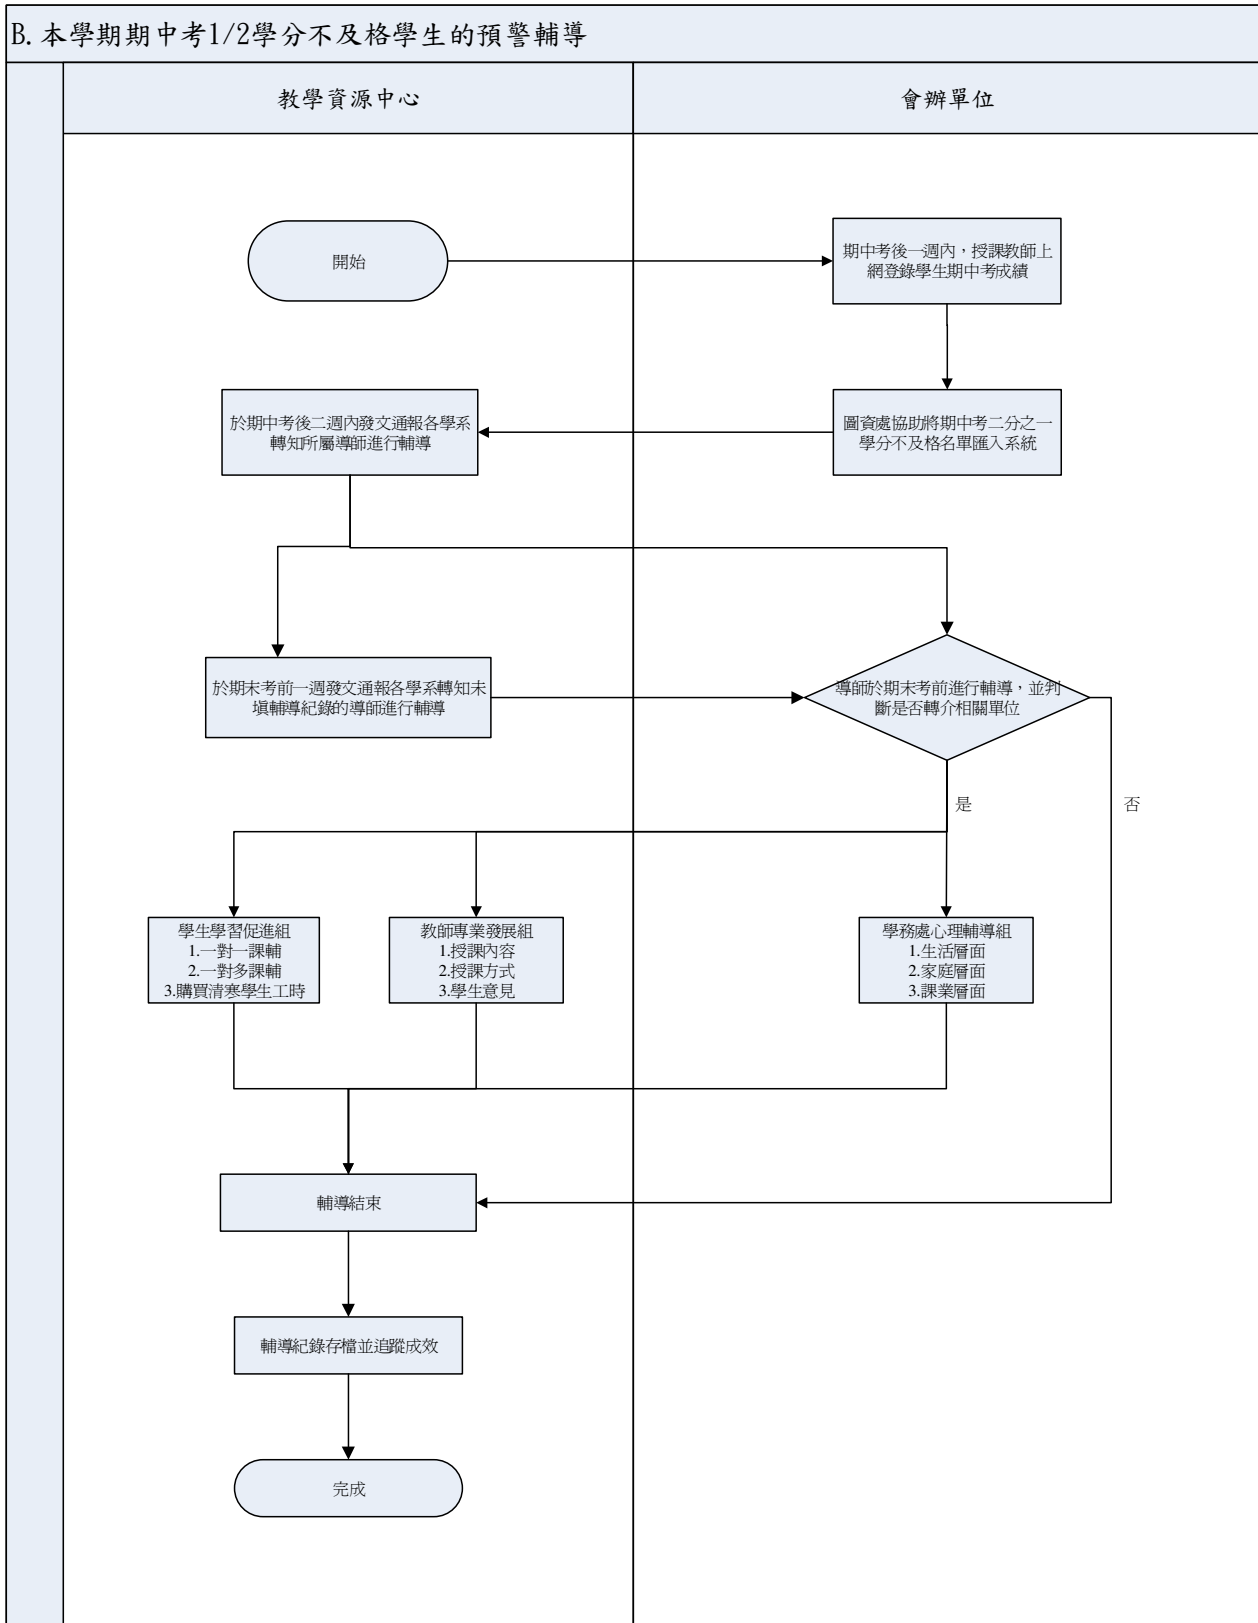 B. 本學期期中考1/2學分不及格學生的預警輔導
教學資源中心
會辦單位
開始
期中考後一週內，授課教師上
網登錄學生期中考成績
於期中考後二週內發文通報各學系
轉知所屬導師進行輔導
圖資處協助將期中考二分之一
學分不及格名單匯入系統
於期末考前一週發文通報各學系轉知未
填輔導紀錄的導師進行輔導
導師於期末考前進行輔導，並判
斷是否轉介相關單位
是
否
學生學習促進組
1.一對一課輔
2.一對多課輔
3.購買清寒學生工時
教師專業發展組
1.授課內容
2.授課方式
3.學生意見
學務處心理輔導組
1.生活層面
2.家庭層面
3.課業層面
輔導結束
輔導紀錄存檔並追蹤成效
完成